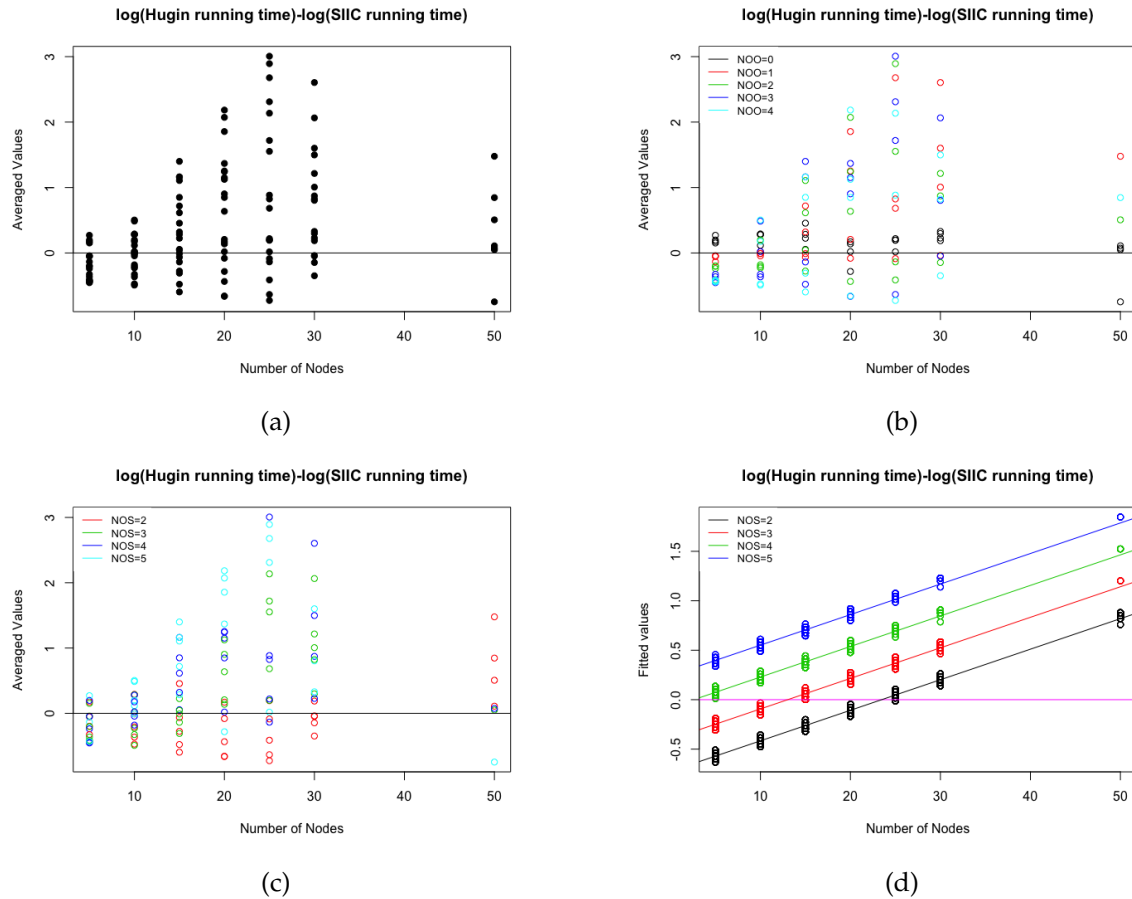 log(Hugin running time)-log(SIIC running time)
3
2
1
0
Averaged Values
10
20
30
40
50
Number of Nodes
(a)
log(Hugin running time)-log(SIIC running time)
NOO=0
NOO=1
NOO=2
NOO=3
NOO=4
3
2
1
0
Averaged Values
10
20
30
40
50
Number of Nodes
(b)
log(Hugin running time)-log(SIIC running time)
NOS=2
NOS=3
NOS=4
NOS=5
3
2
1
0
Averaged Values
10
20
30
40
50
Number of Nodes
(c)
log(Hugin running time)-log(SIIC running time)
NOS=2
NOS=3
NOS=4
NOS=5
1.5
1.0
0.5
0.0
-0.5
Fitted values
10
20
30
40
50
Number of Nodes
(d)